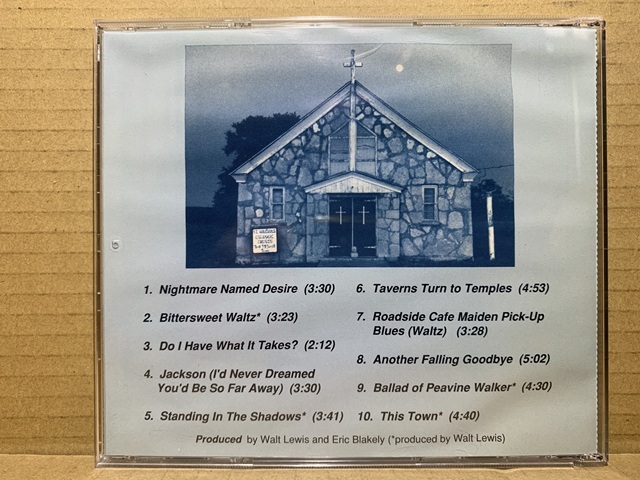 1. Nightmare Named Desire (3:30)
2. Bittersweet Waltz* (3:23)
3. Do I Have What It Takes? (2:12)
4. Jackson (I'd Never Dreamed
You'd Be So Far Away) (3:30)
5. Standing In The Shadows* (3:41)
6. Taverns Turn to Temples (4:53)
7. Roadside Cafe Maiden Pick-Up
Blues (Waltz) (3:28)
8. Another Falling Goodbye (5:02)
9. Ballad of Peavine Walker* (4:30)
10. This Town* (4:40)
Produced by Walt Lewis and Eric Blakely (*produced by Walt Lewis)